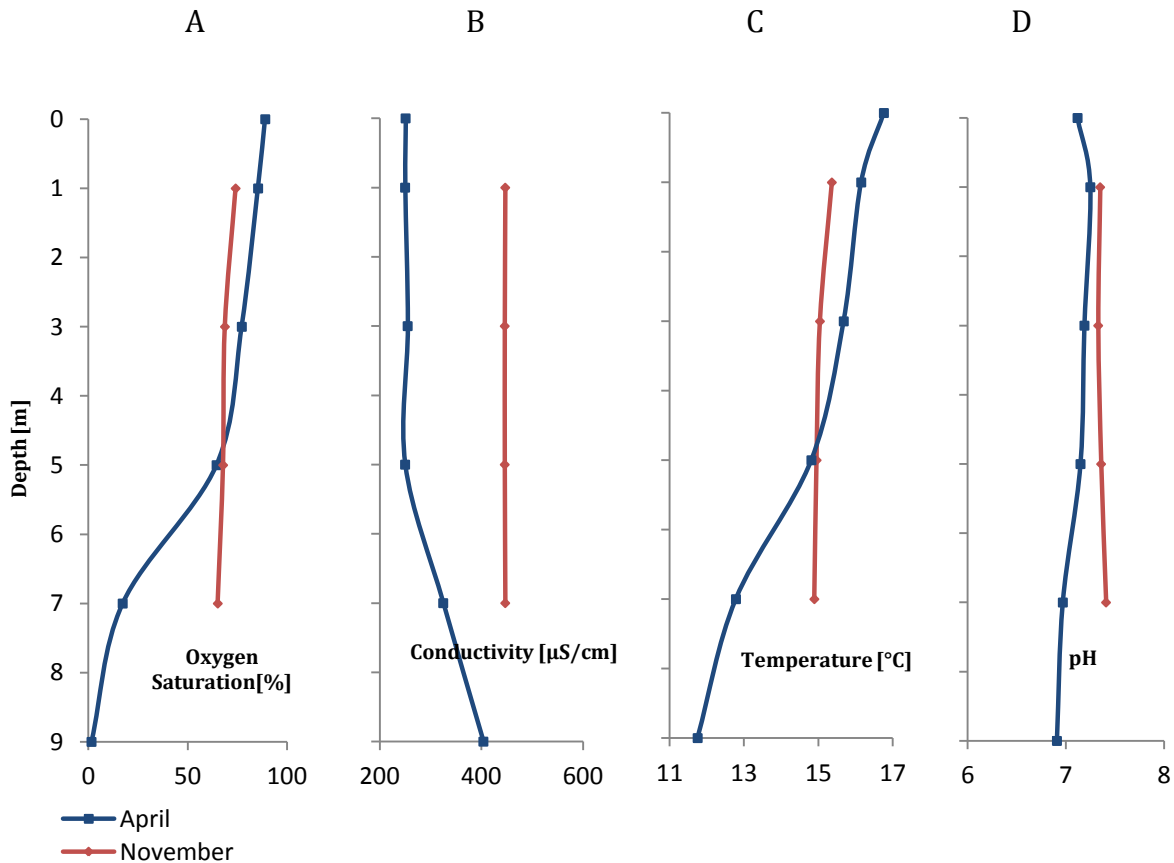 A
B
C
D
Depth [m]
0
1
2
3
4
5
6
7
8
9
Oxygen
Saturation[%]
Conductivity [µS/cm]
Temperature [°C]
pH
0 50 100
200 400 600
11 13 15 17
6 7 8
April
November